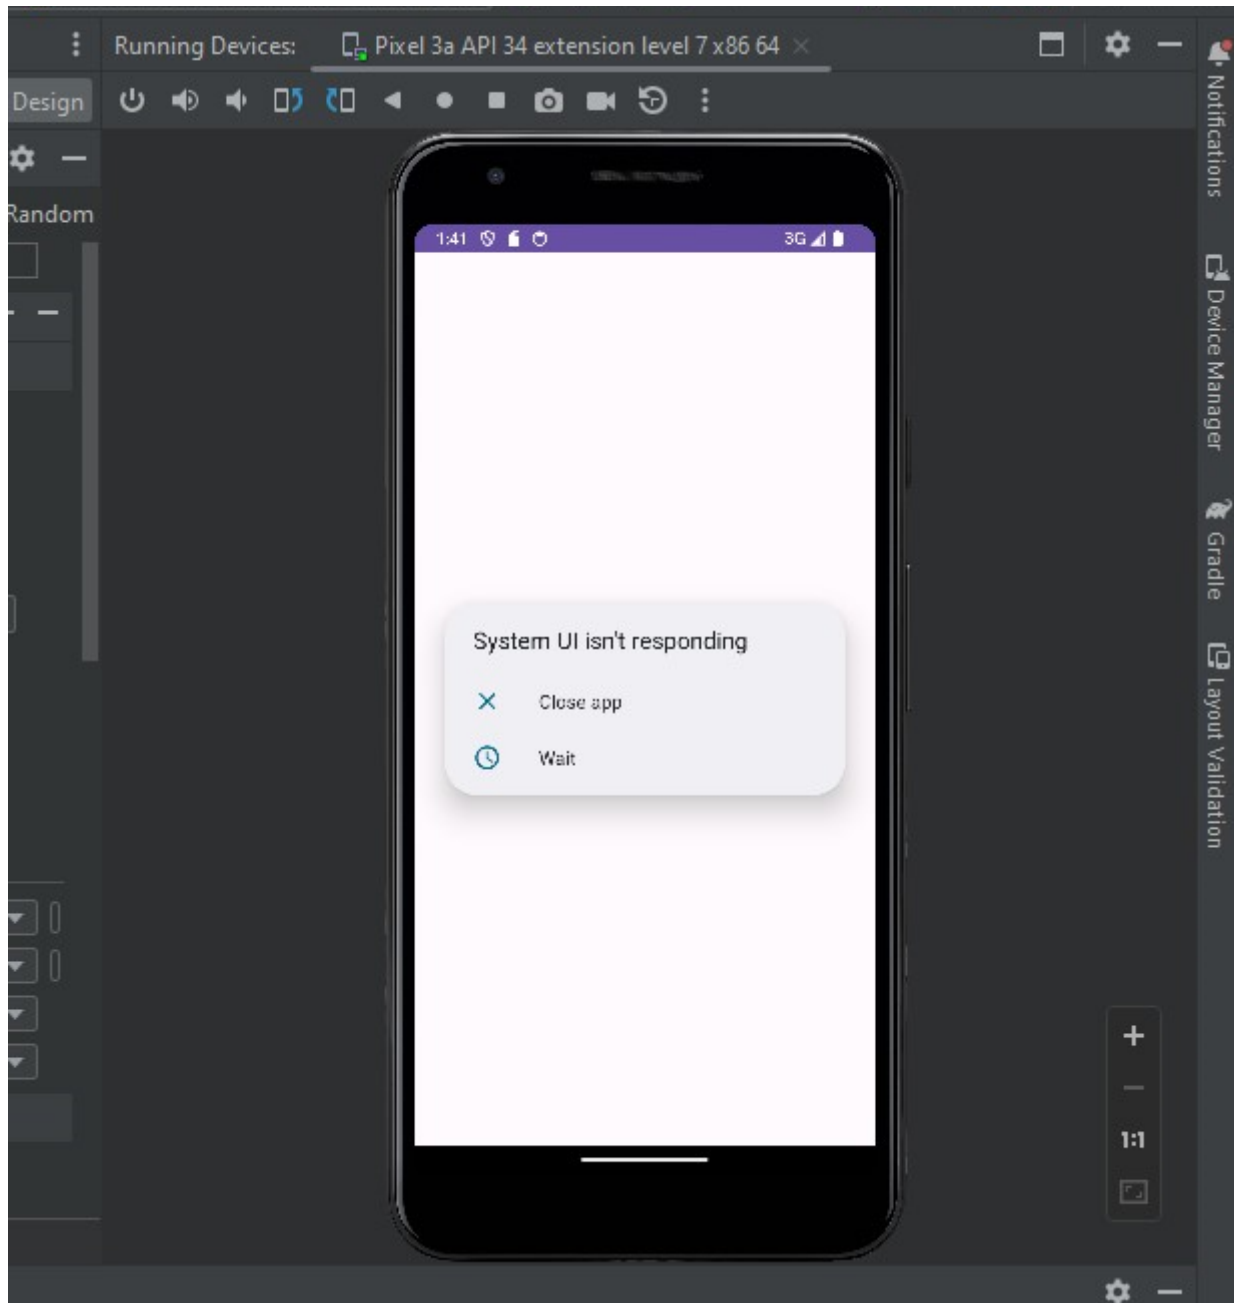 Running Devices: Pixel 3a API 34 extension level 7 x86 64
Design
Random
1:41
3G
System UI isn't responding
Close app
Wait
1:1
Notifications
Device Manager
Gradle
Layout Validation